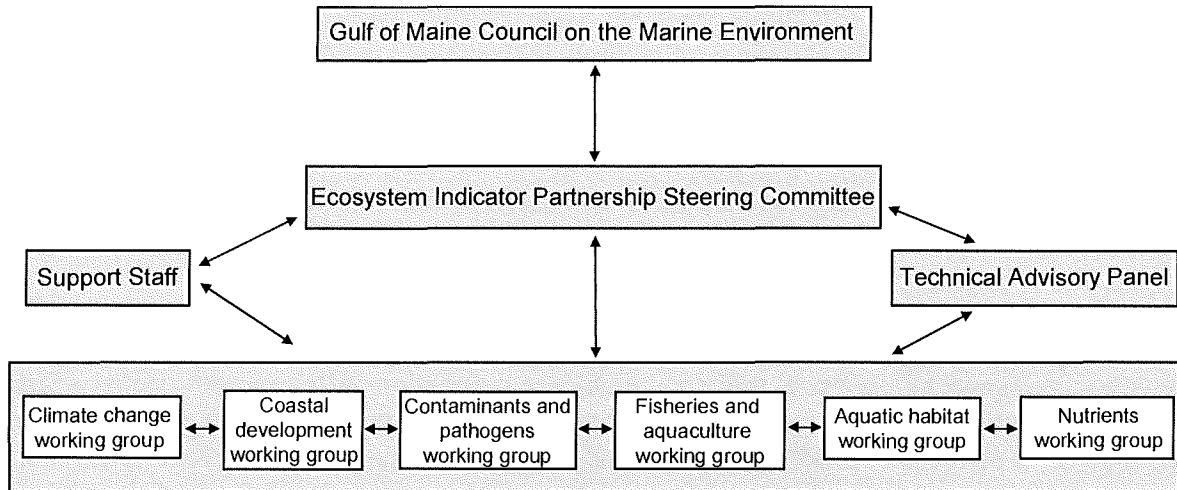 Gulf of Maine Council on the Marine Environment
Ecosystem Indicator Partnership Steering Committee
Support Staff
Technical Advisory Panel
Climate change
working group
Coastal
development
working group
Contaminants and
pathogens
working group
Fisheries and
aquaculture
working group
Aquatic habitat
working group
Nutrients
working group